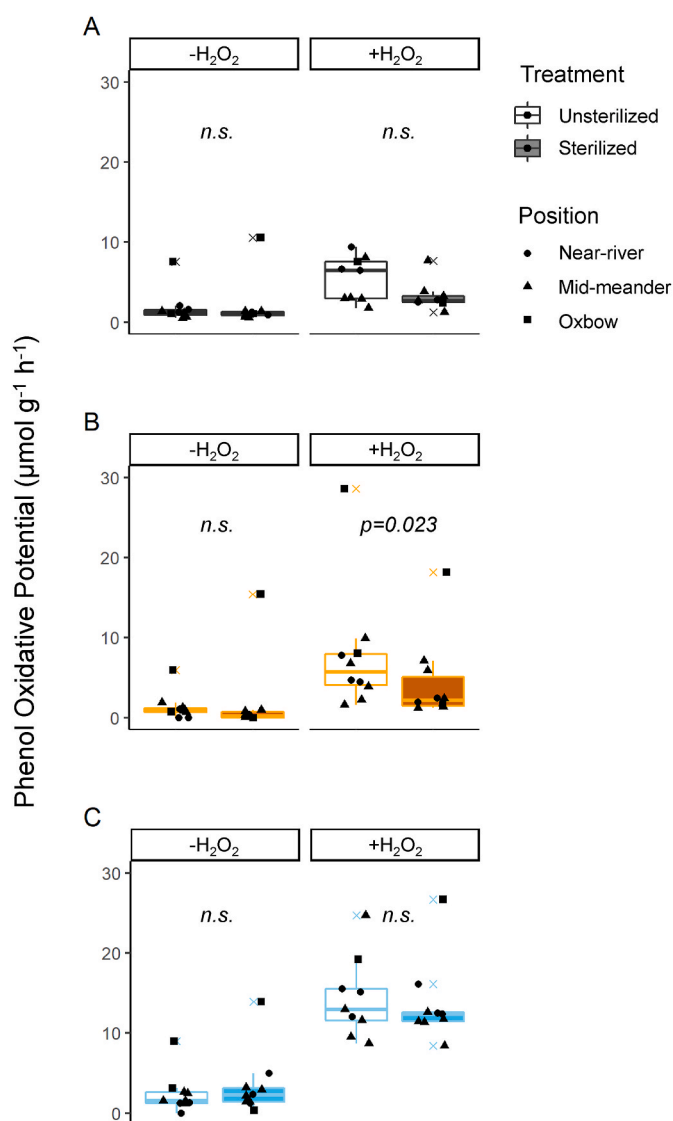 A
-H₂O₂
+H₂O₂
30
20
10
0
n.s.
n.s.
Treatment
Unsterilized
Sterilized
Position
Near-river
Mid-meander
Oxbow
Phenol Oxidative Potential (µmol g⁻¹ h⁻¹)
B
-H₂O₂
+H₂O₂
30
20
10
0
n.s.
p=0.023
C
-H₂O₂
+H₂O₂
30
20
10
0
n.s.
n.s.